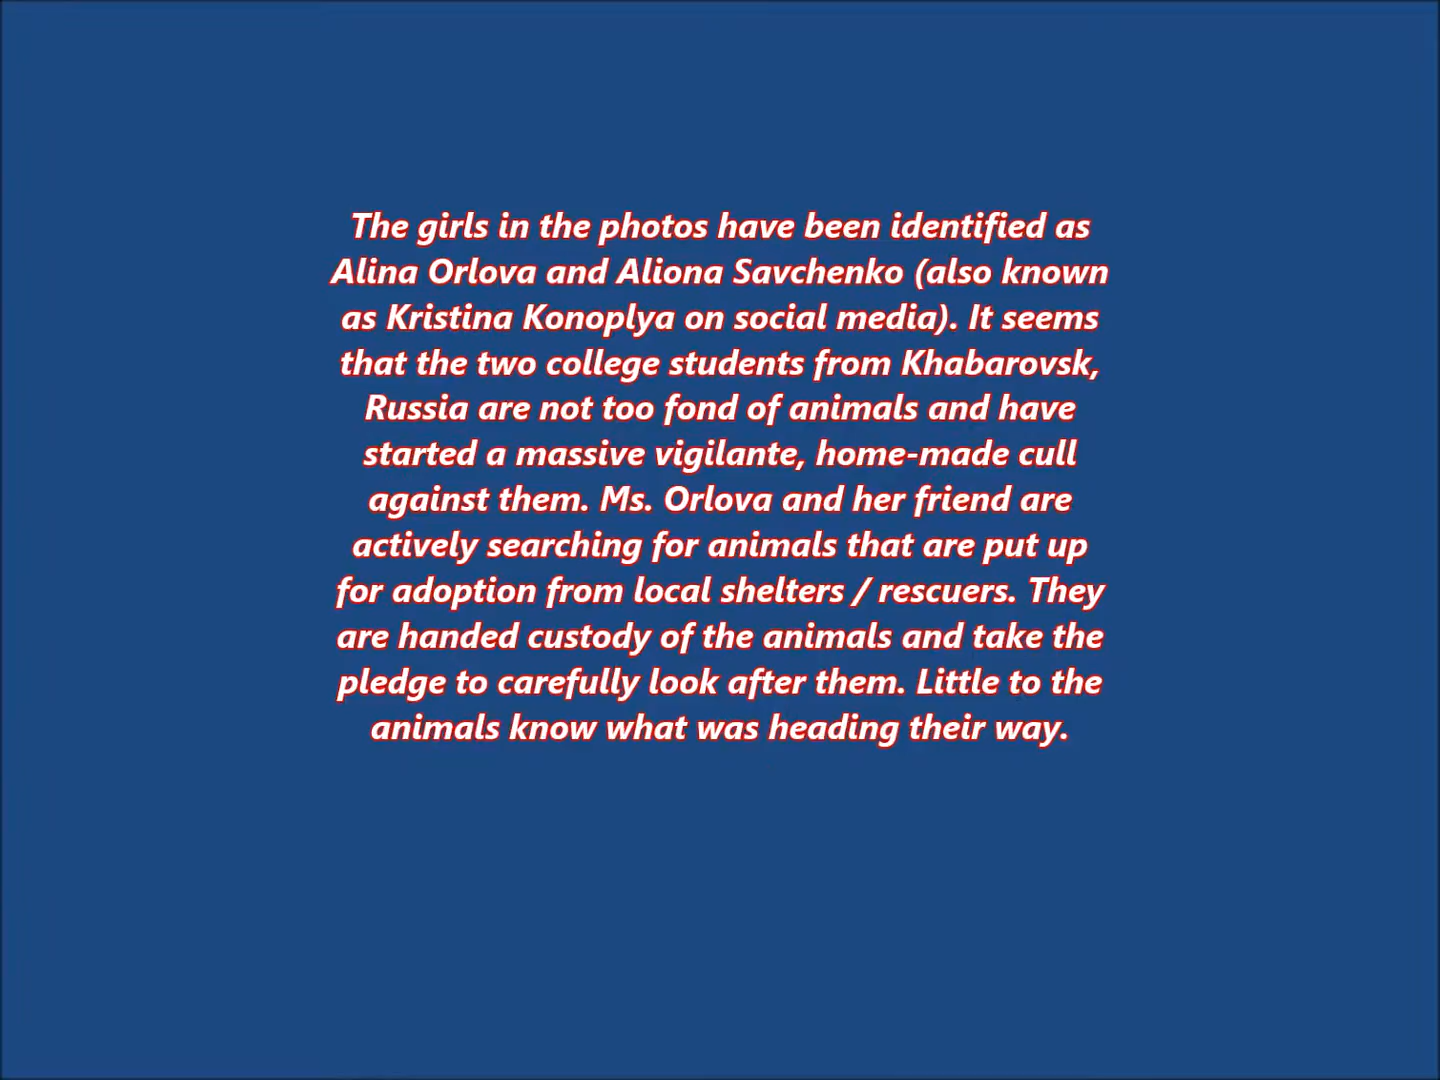 The girls in the photos have been identified as
Alina Orlova and Aliona Savchenko (also known
as Kristina Konoplya on social media). It seems
that the two college students from Khabarovsk,
Russia are not too fond of animals and have
started a massive vigilante, home-made cull
against them. Ms. Orlova and her friend are
actively searching for animals that are put up
for adoption from local shelters / rescuers. They
are handed custody of the animals and take the
pledge to carefully look after them. Little to the
animals know what was heading their way.